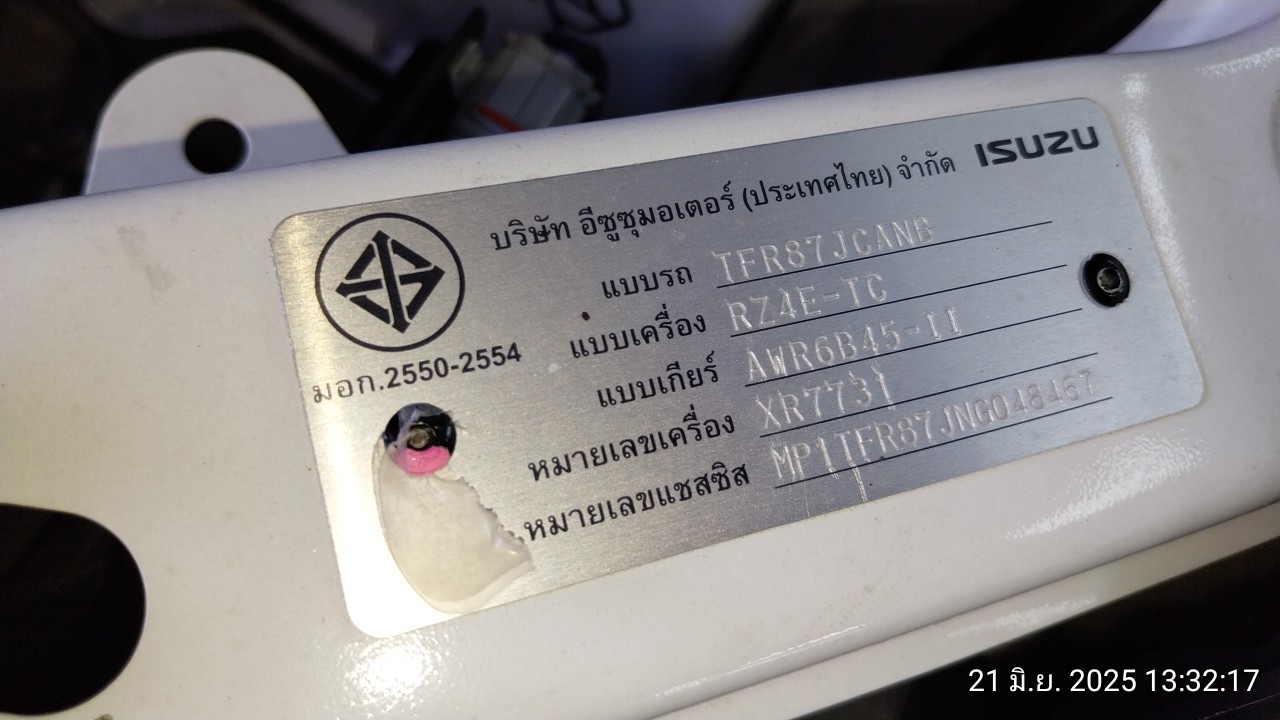 ISUZU
บริษัท อีซูซุมอเตอร์ (ประเทศไทย) จำกัด
แบบรถ TFR87JCANB
แบบเครื่อง RZ4E-TC
แบบเกียร์ AWR6B45-II
หมายเลขเครื่อง XR7731
หมายเลขแชสซิส MP1TFR87JNG048467
มอก.2550-2554
21 มิ.ย. 2025 13:32:17